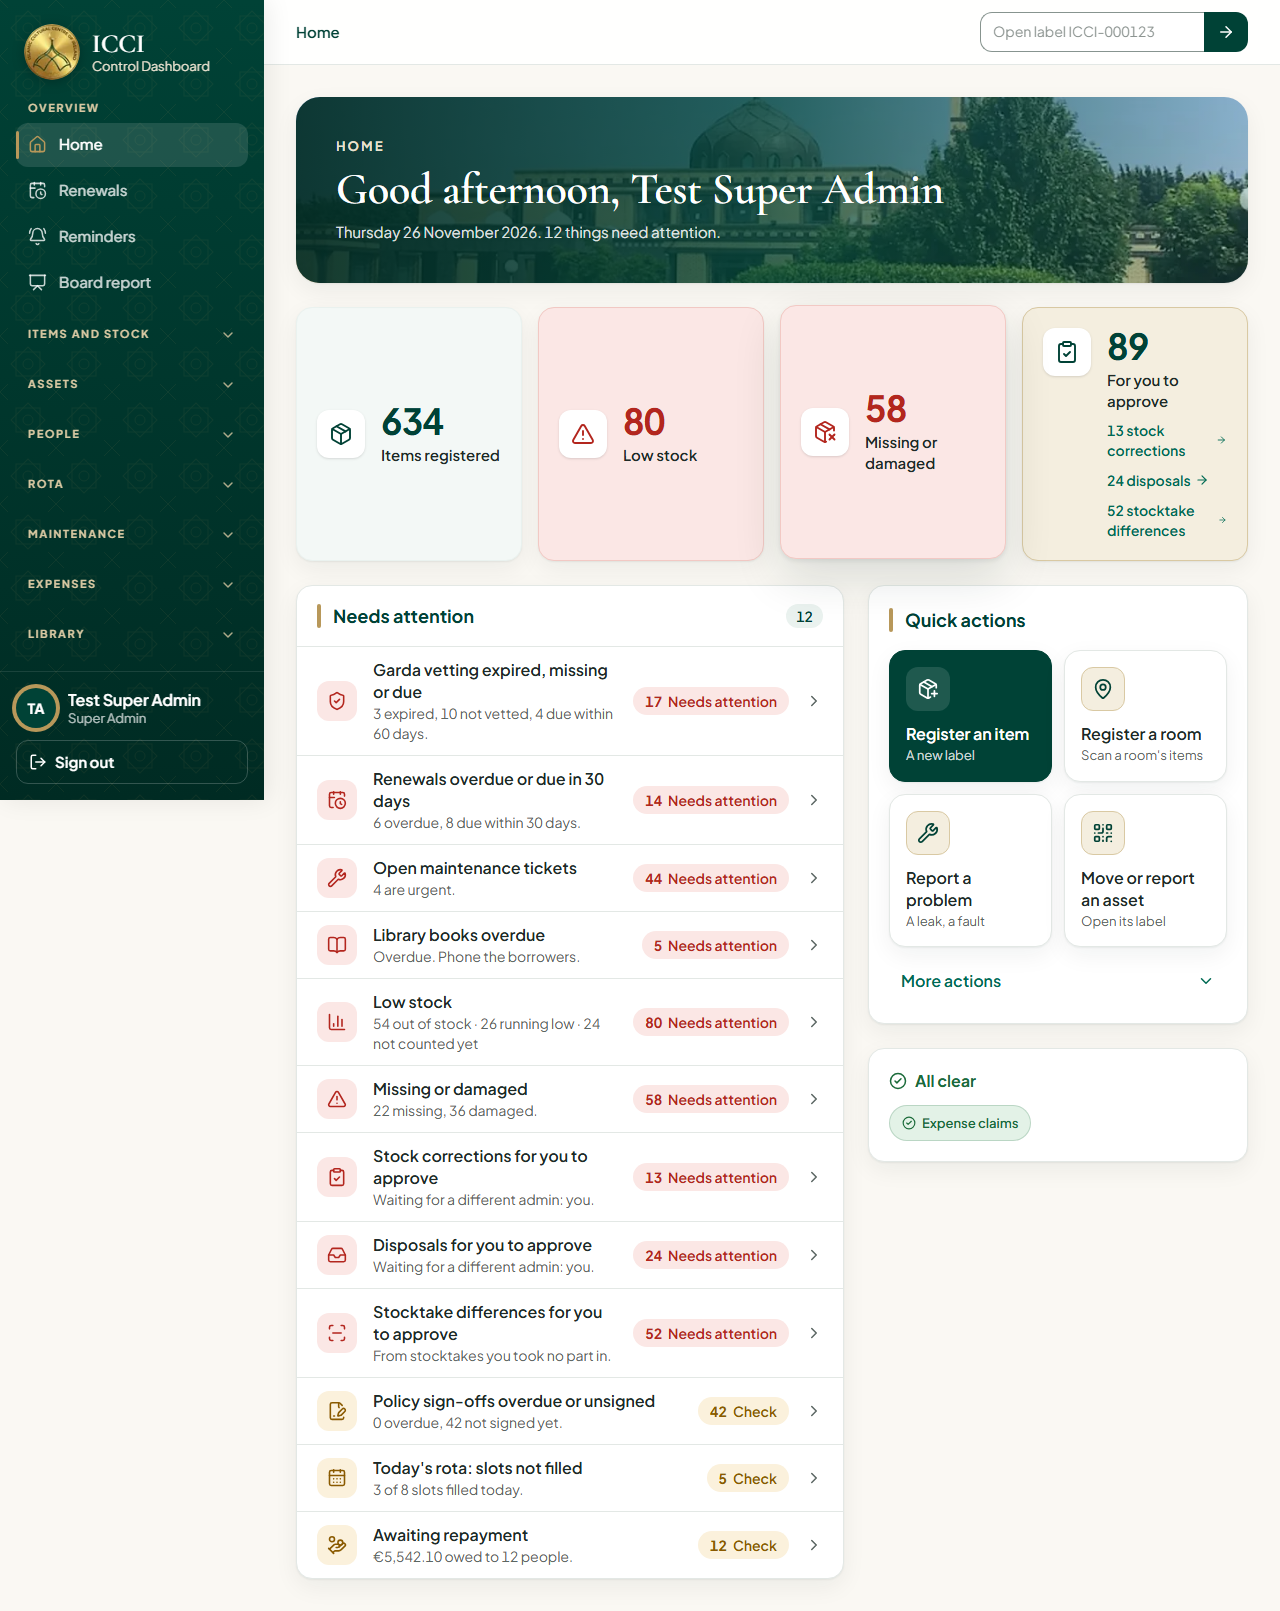 ICCI
Control Dashboard
OVERVIEW
Home
Renewals
Reminders
Board report
ITEMS AND STOCK
ASSETS
PEOPLE
ROTA
MAINTENANCE
EXPENSES
LIBRARY
TA
Test Super Admin
Super Admin
Sign out
Home
Open label ICCI-000123
HOME
Good afternoon, Test Super Admin
Thursday 26 November 2026. 12 things need attention.
634
Items registered
80
Low stock
58
Missing or
damaged
89
For you to
approve
13 stock
corrections
24 disposals
52 stocktake
differences
Needs attention
12
Garda vetting expired, missing
or due
3 expired, 10 not vetted, 4 due within
60 days.
17 Needs attention
Renewals overdue or due in 30
days
6 overdue, 8 due within 30 days.
14 Needs attention
Open maintenance tickets
4 are urgent.
44 Needs attention
Library books overdue
Overdue. Phone the borrowers.
5 Needs attention
Low stock
54 out of stock · 26 running low · 24
not counted yet
80 Needs attention
Missing or damaged
22 missing, 36 damaged.
58 Needs attention
Stock corrections for you to
approve
Waiting for a different admin: you.
13 Needs attention
Disposals for you to approve
Waiting for a different admin: you.
24 Needs attention
Stocktake differences for you
to approve
From stocktakes you took no part in.
52 Needs attention
Policy sign-offs overdue or unsigned
0 overdue, 42 not signed yet.
42 Check
Today's rota: slots not filled
3 of 8 slots filled today.
5 Check
Awaiting repayment
€5,542.10 owed to 12 people.
12 Check
Quick actions
Register an item
A new label
Register a room
Scan a room's items
Report a
problem
A leak, a fault
Move or report
an asset
Open its label
More actions
All clear
Expense claims